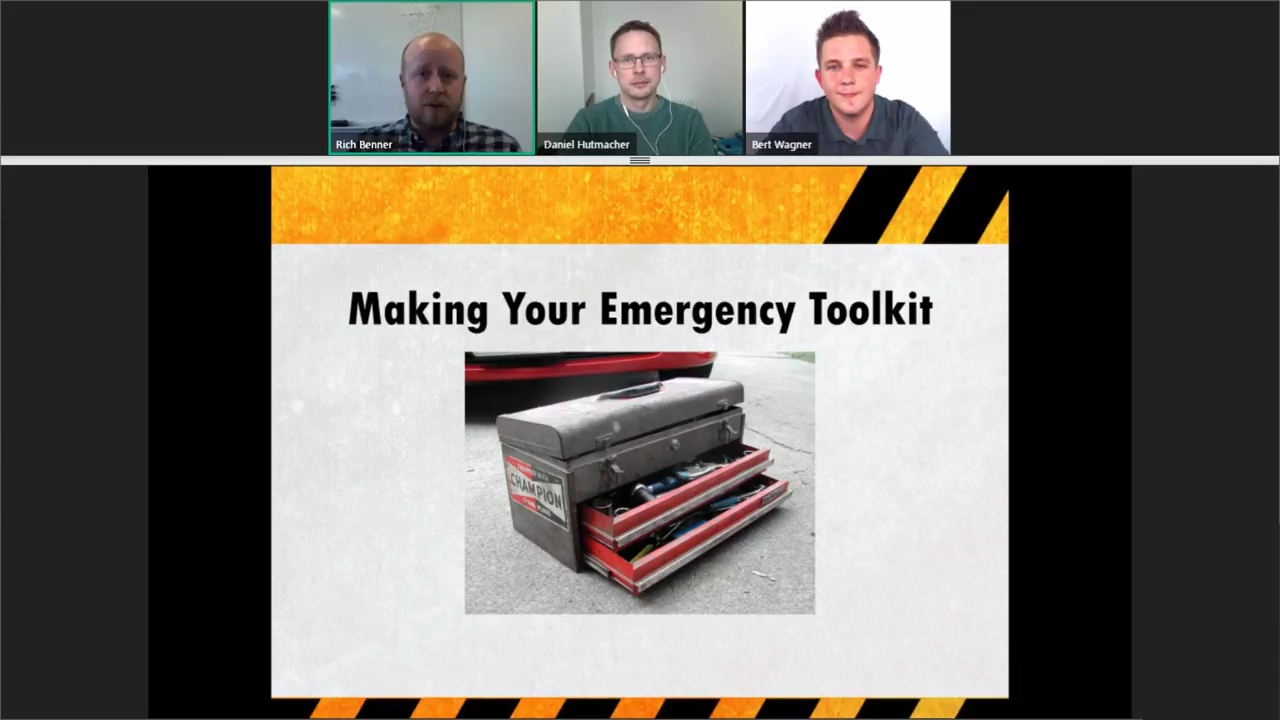 Rich Benner
Daniel Hutmacher
Bert Wagner
Making Your Emergency Toolkit
CHAMPION